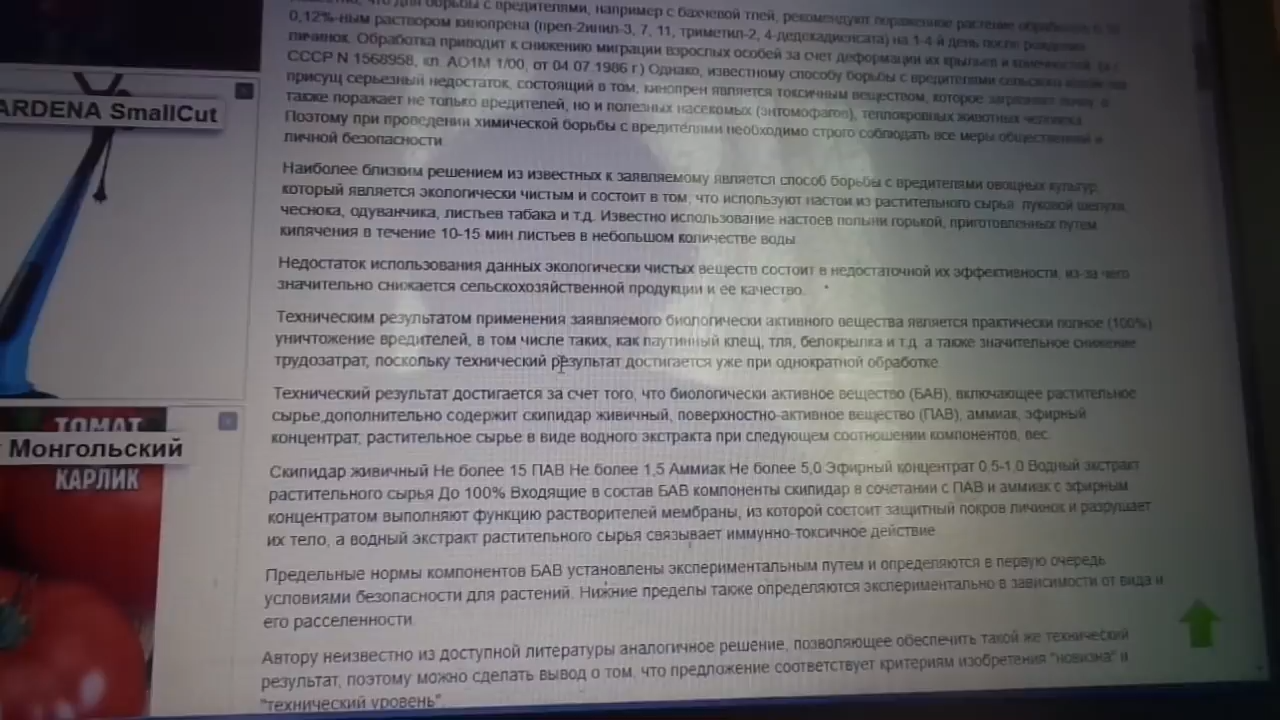 что для борьбы с вредителями, например с бахчевой тлей, рекомендуют пораженное растение
0,12%-ным раствором кинопрена (проп-2инил-3, 7, 11, триметил-2, 4-додекадиеноата) на 1-4-й день после рождения
личинок. Обработка приводит к снижению миграции взрослых особей за счет деформации их крыльев и конечностей
СССР N 1568958, кл. АО1М 1/00, от 04.07.1986 г.) Однако, известному способу борьбы с вредителями
присущ серьезный недостаток, состоящий в том, кинопрен является токсичным веществом, которое
также поражает не только вредителей, но и полезных насекомых (энтомофагов), теплокровных животных человека
Поэтому при проведении химической борьбы с вредителями необходимо строго соблюдать все меры общественной и
личной безопасности.
Наиболее близким решением из известных к заявляемому является способ борьбы с вредителями овощных культур,
который является экологически чистым и состоит в том, что используют настои из растительного сырья: луковой шелухи,
чеснока, одуванчика, листьев табака и т.д. Известно использование настоев полыни горькой, приготовленных путем
кипячения в течение 10-15 мин листьев в небольшом количестве воды.
Недостаток использования данных экологически чистых веществ состоит в недостаточной их эффективности, из-за чего
значительно снижается сельскохозяйственной продукции и ее качество.
Техническим результатом применения заявляемого биологически активного вещества является практически полное (100%)
уничтожение вредителей, в том числе таких, как паутинный клещ, тля, белокрылка и т.д. а также значительное снижение
трудозатрат, поскольку технический результат достигается уже при однократной обработке.
Технический результат достигается за счет того, что биологически активное вещество (БАВ), включающее растительное
сырье,дополнительно содержит скипидар живичный, поверхностно-активное вещество (ПАВ), аммиак, эфирный
концентрат, растительное сырье в виде водного экстракта при следующем соотношении компонентов, вес.
Скипидар живичный Не более 15 ПАВ Не более 1,5 Аммиак Не более 5,0 Эфирный концентрат 0,5-1,0 Водный экстракт
растительного сырья До 100% Входящие в состав БАВ компоненты скипидар в сочетании с ПАВ и аммиак с эфирным
концентратом выполняют функцию растворителей мембраны, из которой состоит защитный покров личинок и разрушает
их тело, а водный экстракт растительного сырья связывает иммунно-токсичное действие.
Предельные нормы компонентов БАВ установлены экспериментальным путем и определяются в первую очередь
условиями безопасности для растений. Нижние пределы также определяются экспериментально в зависимости от вида и
его расселенности.
Автору неизвестно из доступной литературы аналогичное решение, позволяющее обеспечить такой же технический
результат, поэтому можно сделать вывод о том, что предложение соответствует критериям изобретения "новизна" и
"технический уровень".
ARDENA SmallCut
ТОМАТ
Монгольский
КАРЛИК